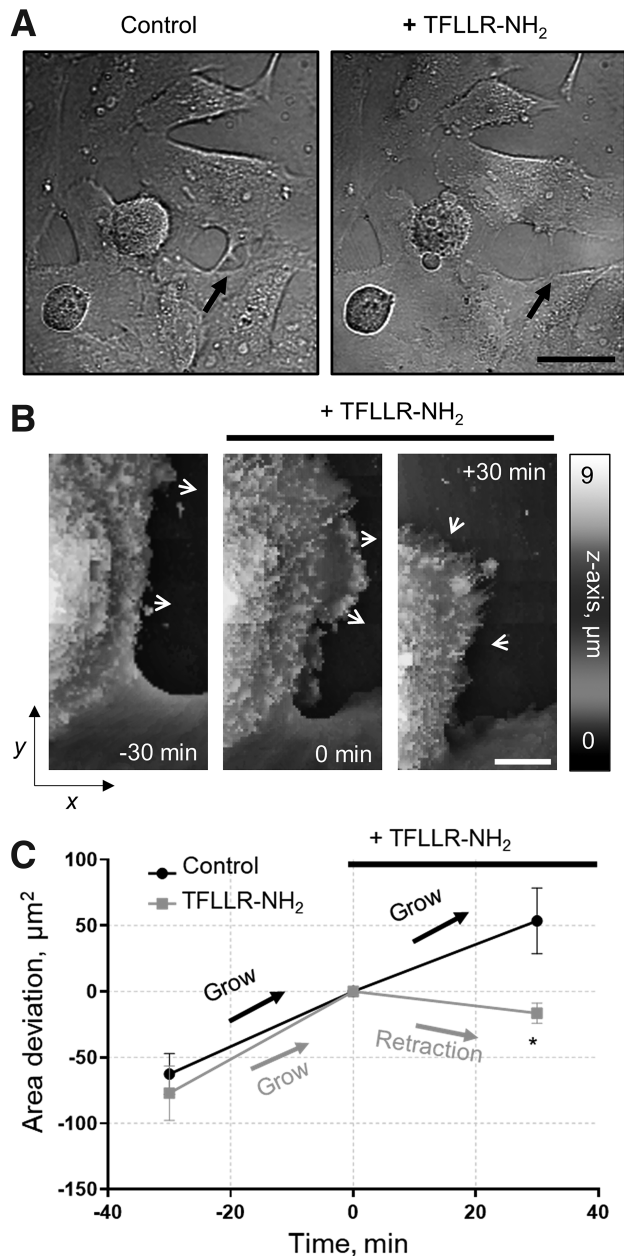 A
Control
+ TFLLR-NH₂
B
+ TFLLR-NH₂
-30 min
0 min
+30 min
9
z-axis, μm
0
y
x
C
+ TFLLR-NH₂
Control
TFLLR-NH₂
Grow
Grow
Grow
Retraction
*
Area deviation, μm²
100
50
0
-50
-100
-150
-40
-20
0
20
40
Time, min